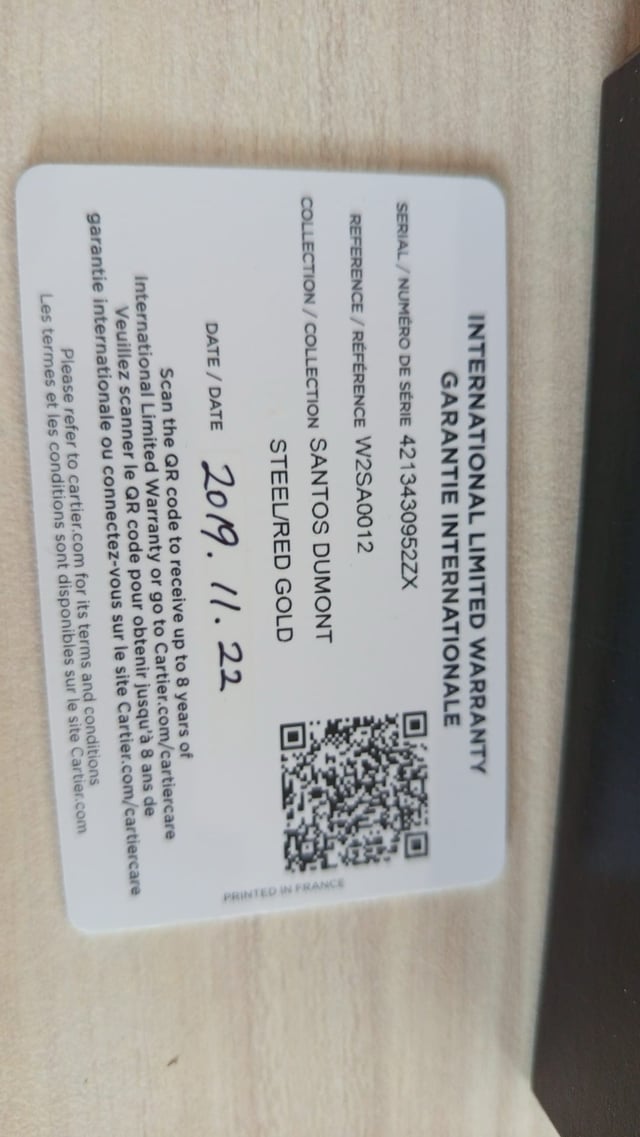 INTERNATIONAL LIMITED WARRANTY
GARANTIE INTERNATIONALE
SERIAL / NUMÉRO DE SÉRIE 4213430952ZX
REFERENCE / RÉFÉRENCE W2SA0012
COLLECTION / COLLECTION SANTOS DUMONT
STEEL/RED GOLD
DATE / DATE 2019. 11. 22
Scan the QR code to receive up to 8 years of
International Limited Warranty or go to Cartier.com/cartiercare
Veuillez scanner le QR code pour obtenir jusqu'à 8 ans de
garantie internationale ou connectez-vous sur le site Cartier.com/cartiercare
Please refer to cartier.com for its terms and conditions
Les termes et les conditions sont disponibles sur le site Cartier.com
PRINTED IN FRANCE